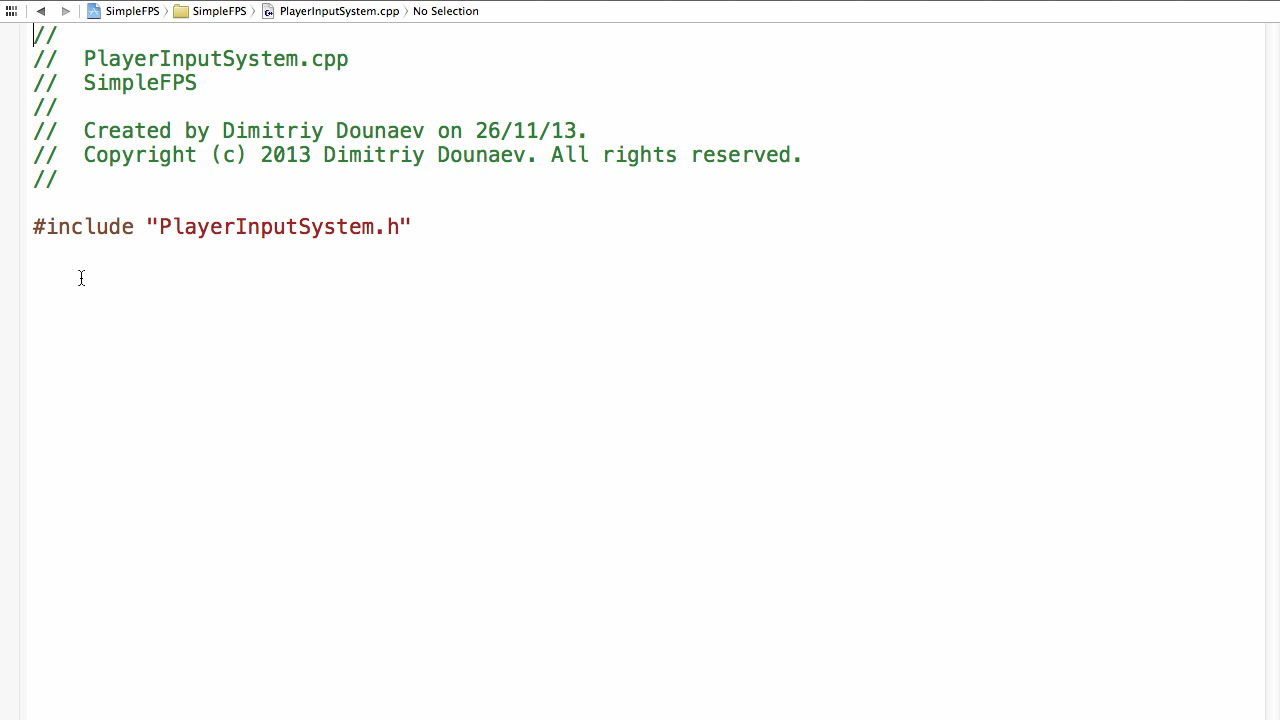 SimpleFPS 〉 SimpleFPS 〉 PlayerInputSystem.cpp 〉 No Selection
//
//  PlayerInputSystem.cpp
//  SimpleFPS
//
//  Created by Dimitriy Dounaev on 26/11/13.
//  Copyright (c) 2013 Dimitriy Dounaev. All rights reserved.
//
#include "PlayerInputSystem.h"